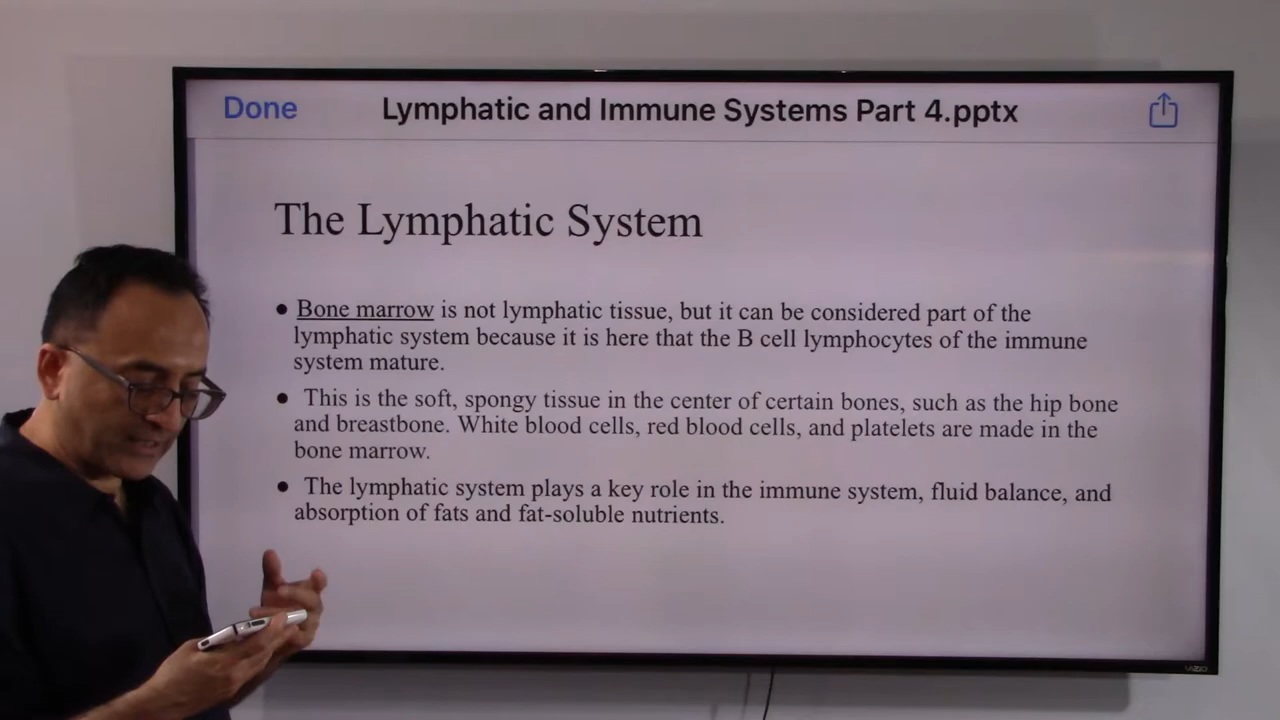 Done
Lymphatic and Immune Systems Part 4.pptx
The Lymphatic System
● Bone marrow is not lymphatic tissue, but it can be considered part of the
lymphatic system because it is here that the B cell lymphocytes of the immune
system mature.
● This is the soft, spongy tissue in the center of certain bones, such as the hip bone
and breastbone. White blood cells, red blood cells, and platelets are made in the
bone marrow.
● The lymphatic system plays a key role in the immune system, fluid balance, and
absorption of fats and fat-soluble nutrients.
VIZIO